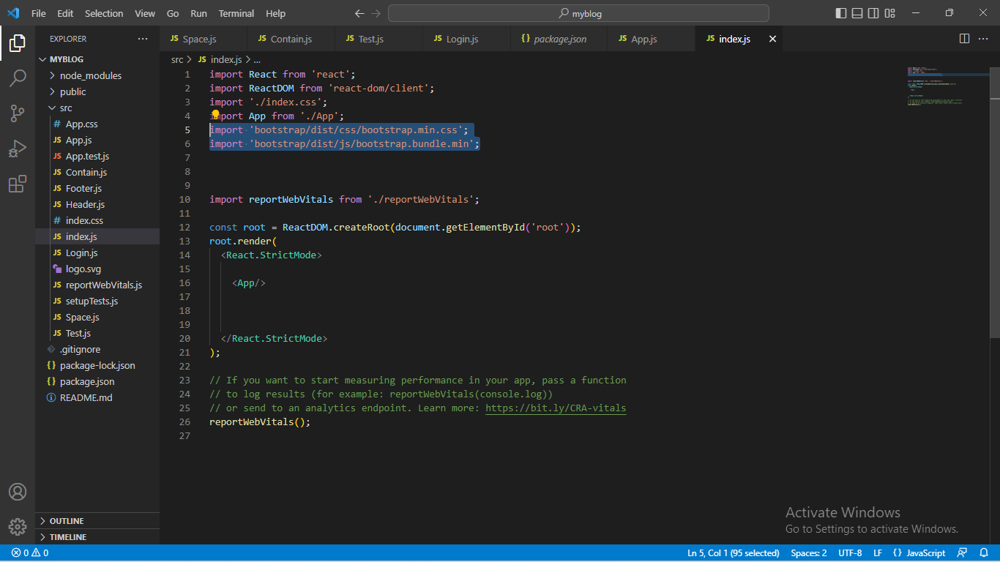 File Edit Selection View Go Run Terminal Help
myblog
EXPLORER
MYBLOG
node_modules
public
src
App.css
App.js
App.test.js
Contain.js
Footer.js
Header.js
index.css
index.js
Login.js
logo.svg
reportWebVitals.js
setupTests.js
Space.js
Test.js
.gitignore
package-lock.json
package.json
README.md
OUTLINE
TIMELINE
JS Space.js JS Contain.js JS Test.js JS Login.js {} package.json JS App.js JS index.js
src > JS index.js > ...
1 import React from 'react';
2 import ReactDOM from 'react-dom/client';
3 import './index.css';
4 import App from './App';
5 import 'bootstrap/dist/css/bootstrap.min.css';
6 import 'bootstrap/dist/js/bootstrap.bundle.min';
7
8
9
10 import reportWebVitals from './reportWebVitals';
11
12 const root = ReactDOM.createRoot(document.getElementById('root'));
13 root.render(
14 <React.StrictMode>
15
16 <App/>
17
18
19
20 </React.StrictMode>
21 );
22
23 // If you want to start measuring performance in your app, pass a function
24 // to log results (for example: reportWebVitals(console.log))
25 // or send to an analytics endpoint. Learn more: https://bit.ly/CRA-vitals
26 reportWebVitals();
27
Activate Windows
Go to Settings to activate Windows.
0 0 Ln 5, Col 1 (95 selected) Spaces: 2 UTF-8 LF {} JavaScript